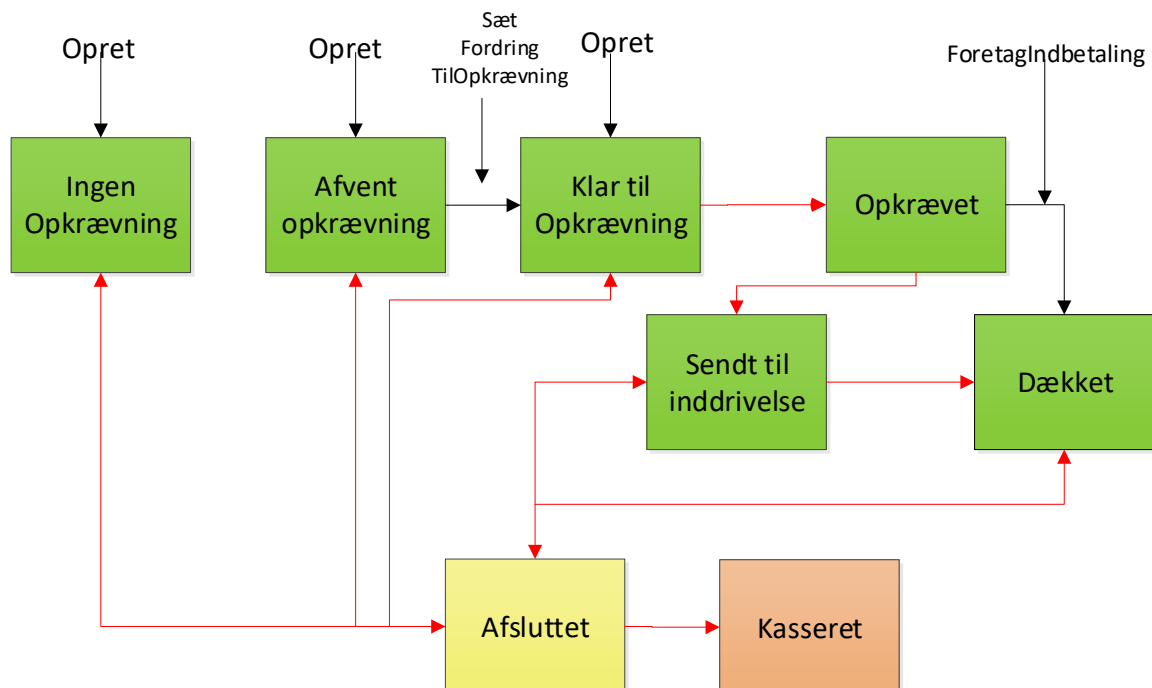 Opret
Opret
Sæt
Fordring
TilOpkrævning
Opret
ForetagIndbetaling
Ingen
Opkrævning
Afvent
opkrævning
Klar til
Opkrævning
Opkrævet
Sendt til
inddrivelse
Dækket
Afsluttet
Kasseret